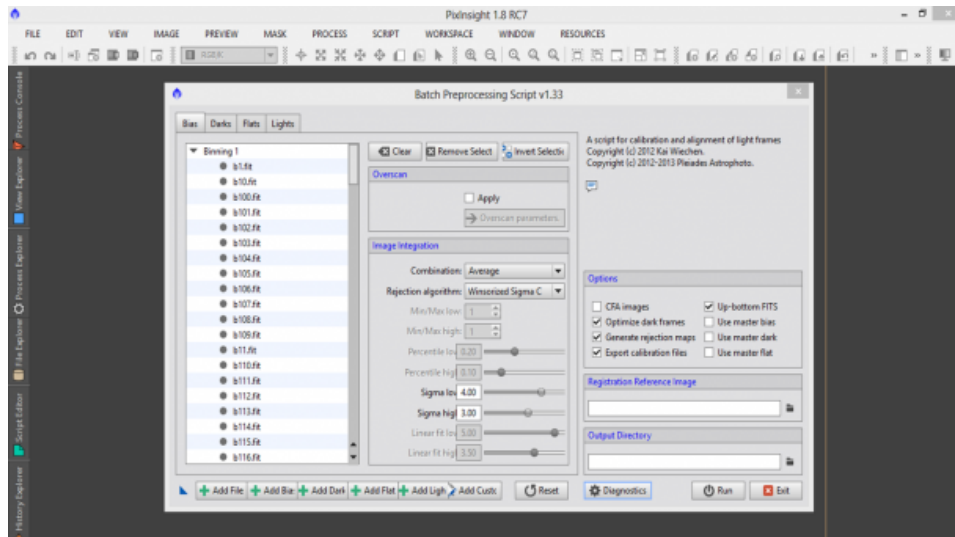 PixInsight 1.8 RC7
FILE EDIT VIEW IMAGE PREVIEW MASK PROCESS SCRIPT WORKSPACE WINDOW RESOURCES
RGB/K
Process Console
View Explorer
Process Explorer
File Explorer
Script Editor
History Explorer
Batch Preprocessing Script v1.33
Bias Darks Flats Lights
Binning 1
b1.fit
b10.fit
b100.fit
b101.fit
b102.fit
b103.fit
b104.fit
b105.fit
b106.fit
b107.fit
b108.fit
b109.fit
b11.fit
b110.fit
b111.fit
b112.fit
b113.fit
b114.fit
b115.fit
b116.fit
Clear Remove Select Invert Selectio
Overscan
Apply
Overscan parameters.
Image Integration
Combination: Average
Rejection algorithm: Winsorized Sigma C
Min/Max low: 1
Min/Max high: 1
Percentile lo 0.20
Percentile hig 0.10
Sigma lo 4.00
Sigma hig 3.00
Linear fit lo 5.00
Linear fit hig 3.50
A script for calibration and alignment of light frames
Copyright (c) 2012 Kai Wiechen.
Copyright (c) 2012-2013 Pleiades Astrophoto.
Options
CFA images Up-bottom FITS
Optimize dark frames Use master bias
Generate rejection maps Use master dark
Export calibration files Use master flat
Registration Reference Image
Output Directory
Add File Add Bia Add Dark Add Flat Add Ligh Add Custo Reset Diagnostics Run Exit